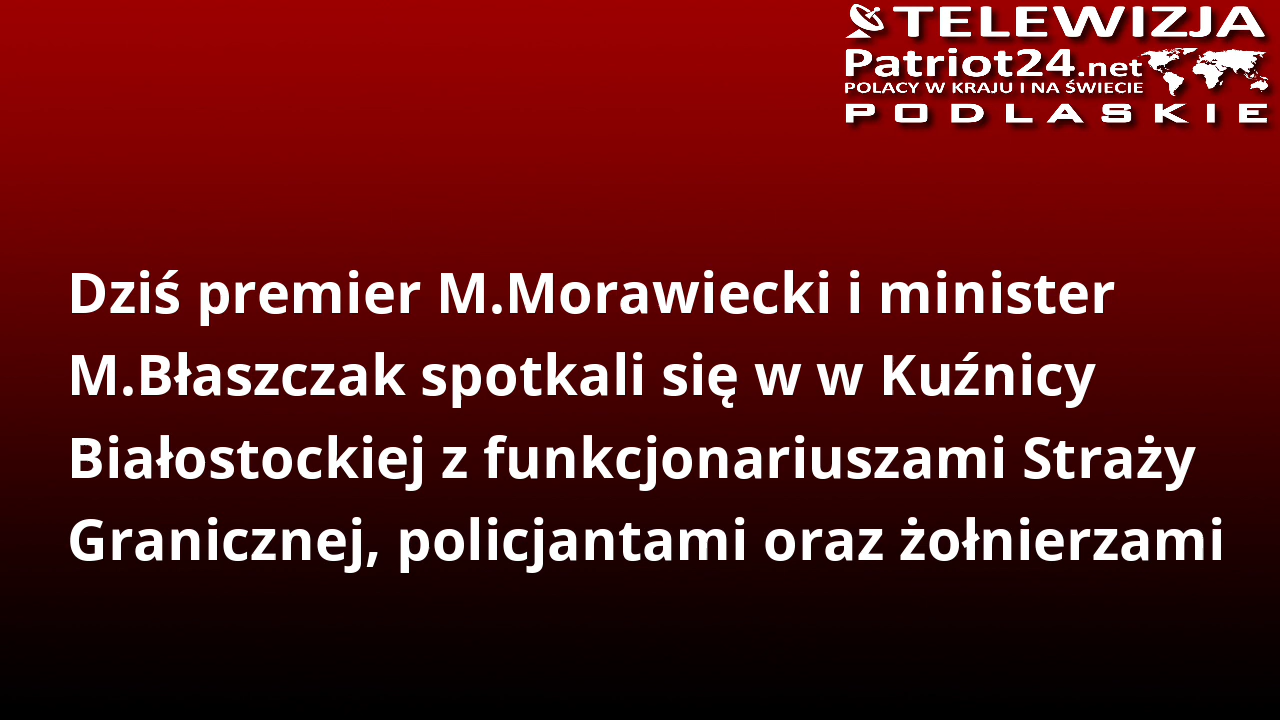 TELEWIZJA
Patriot24.net
POLACY W KRAJU I NA ŚWIECIE
PODLASKIE
Dziś premier M.Morawiecki i minister
M.Błaszczak spotkali się w w Kuźnicy
Białostockiej z funkcjonariuszami Straży
Granicznej, policjantami oraz żołnierzami